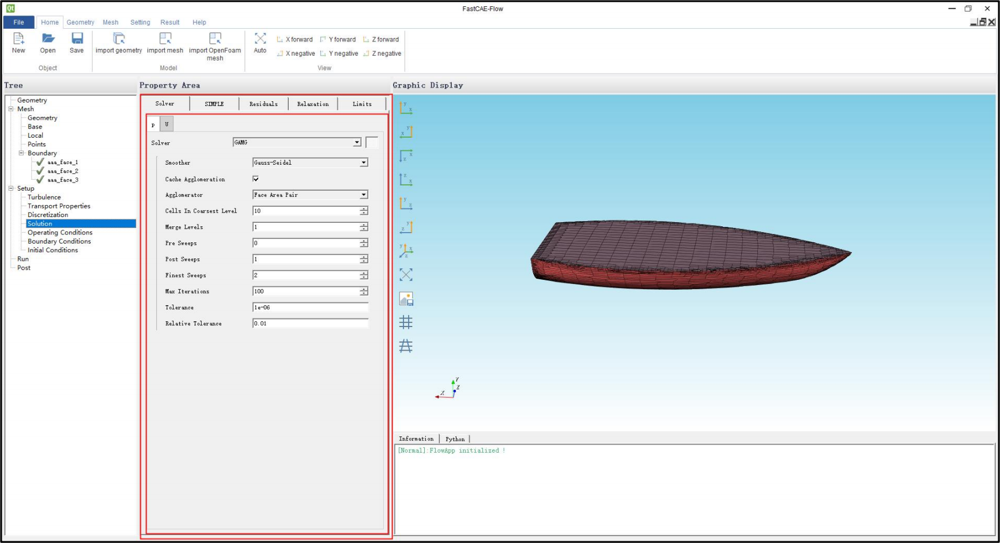 Qt
FastCAE-Flow
File Home Geometry Mesh Setting Result Help
New Open Save
Object
import geometry import mesh import OpenFoam
mesh
Model
Auto
X forward Y forward Z forward
X negative Y negative Z negative
View
Tree
Geometry
Mesh
Geometry
Base
Local
Points
Boundary
aaa_face_1
aaa_face_2
aaa_face_3
Setup
Turbulence
Transport Properties
Discretization
Solution
Operating Conditions
Boundary Conditions
Initial Conditions
Run
Post
Property Area
Solver SIMPLE Residuals Relaxation Limits
p U
Solver GAMG
Smoother Gauss-Seidel
Cache Agglomeration
Agglomerator Face Area Pair
Cells In Coarsest Level 10
Merge Levels 1
Pre Sweeps 0
Post Sweeps 1
Finest Sweeps 2
Max Iterations 100
Tolerance 1e-06
Relative Tolerance 0.01
Graphic Display
y x
x y
x z
z x
y z
y z
y x z
Y
Z
X
Information Python
[Normal]:FlowApp initialized !